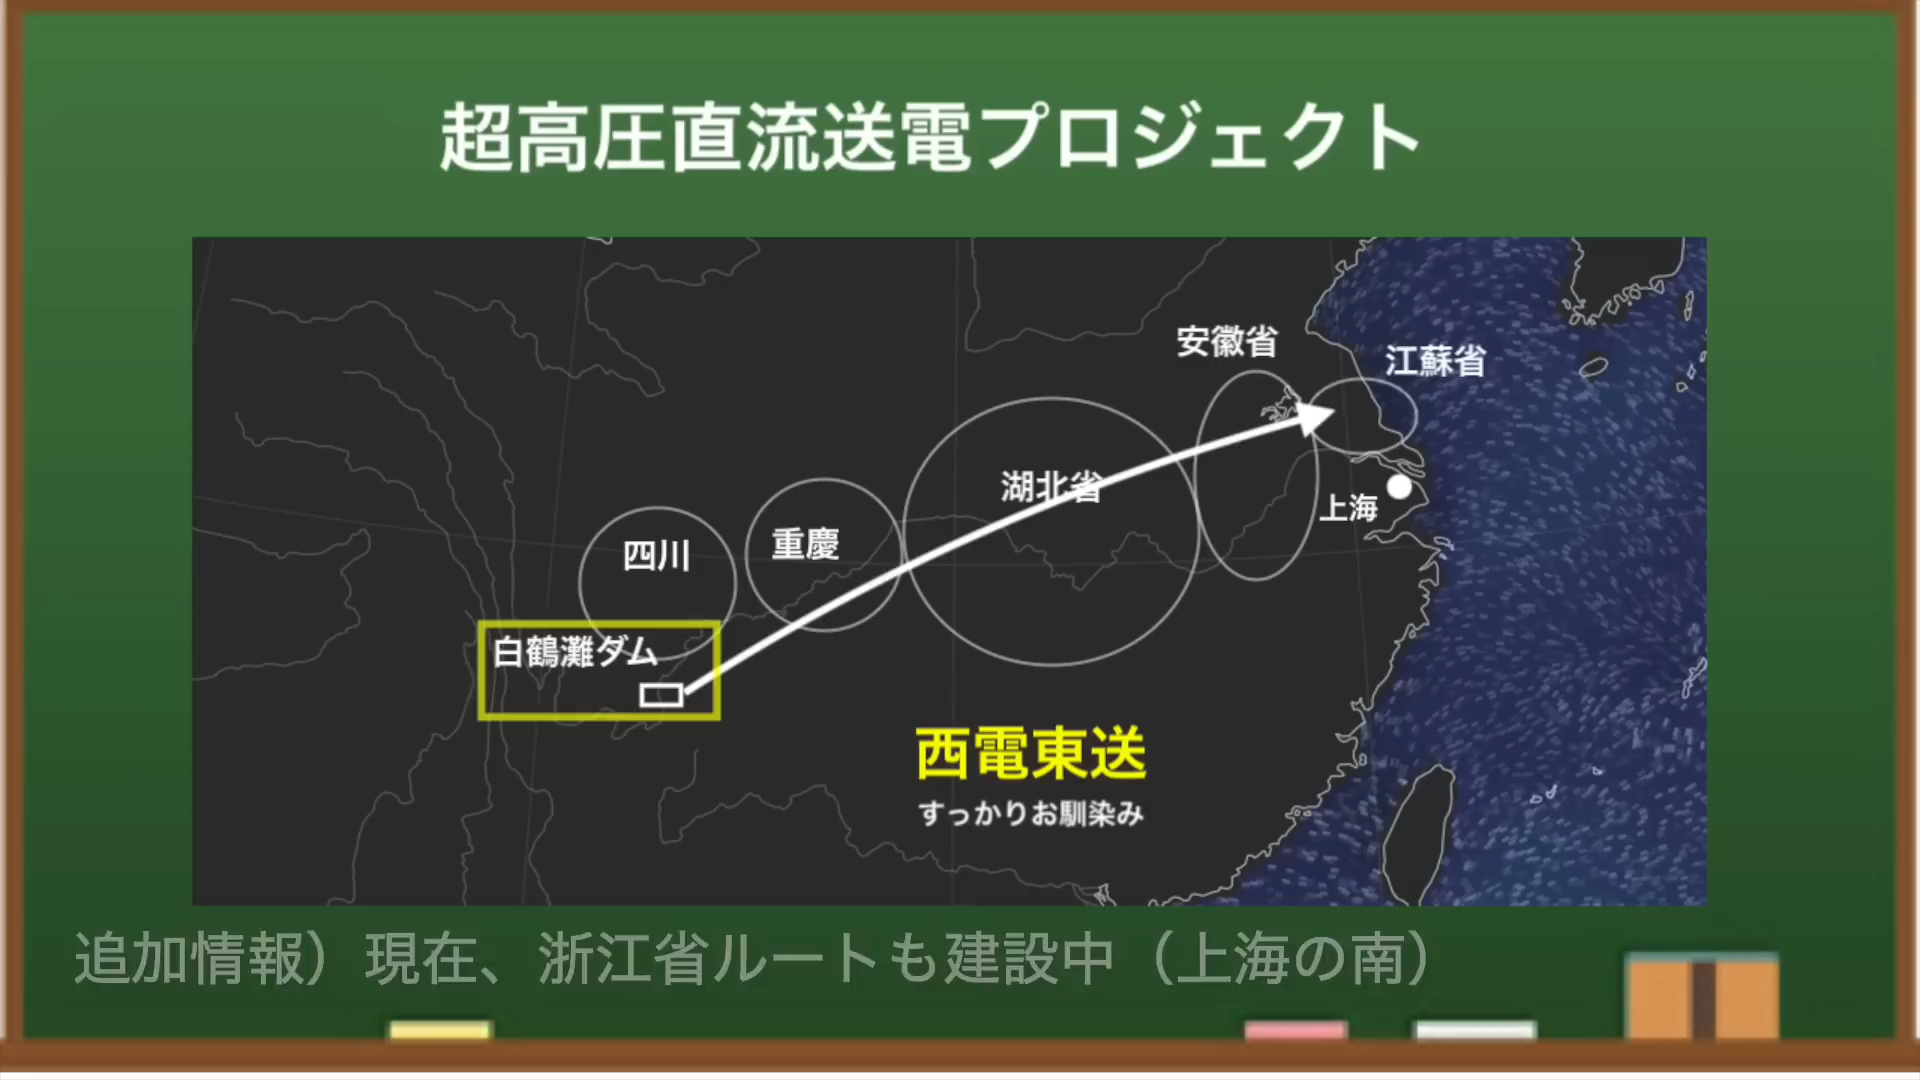 超高圧直流送電プロジェクト
安徽省
江蘇省
湖北省
上海
四川
重慶
白鶴灘ダム
西電東送
すっかりお馴染み
追加情報）現在、浙江省ルートも建設中（上海の南）